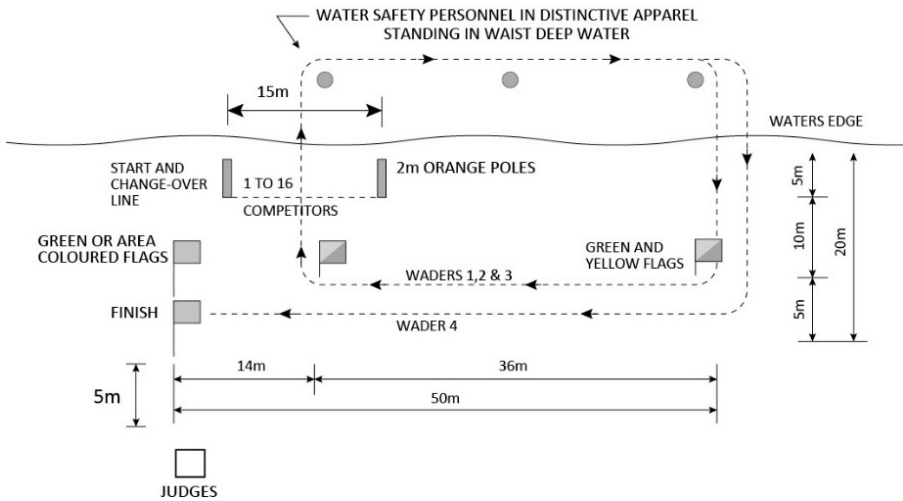 WATER SAFETY PERSONNEL IN DISTINCTIVE APPAREL
STANDING IN WAIST DEEP WATER
15m
WATERS EDGE
START AND
CHANGE-OVER
LINE
1 TO 16
COMPETITORS
2m ORANGE POLES
5m
10m
20m
5m
GREEN OR AREA
COLOURED FLAGS
GREEN AND
YELLOW FLAGS
WADERS 1,2 & 3
FINISH
WADER 4
14m
36m
5m
50m
JUDGES